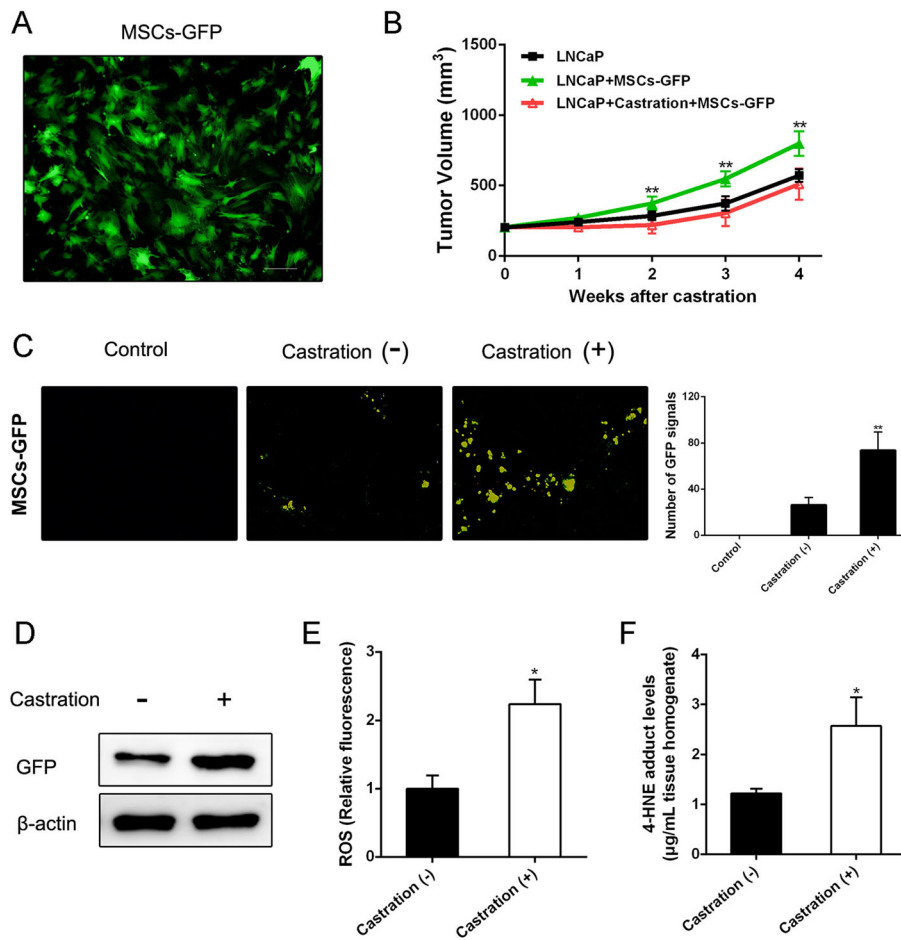 A
MSCs-GFP
B
Tumor Volume (mm³)
1500
1000
500
0
LNCaP
LNCaP+MSCs-GFP
LNCaP+Castration+MSCs-GFP
**
**
**
0 1 2 3 4
Weeks after castration
C
Control
Castration (-)
Castration (+)
MSCs-GFP
Number of GFP signals
120
80
40
0
**
Control
Castration (-)
Castration (+)
D
Castration - +
GFP
β-actin
E
ROS (Relative fluorescence)
3
2
1
0
*
Castration (-)
Castration (+)
F
4-HNE adduct levels
(µg/mL tissue homogenate)
4
3
2
1
0
*
Castration (-)
Castration (+)